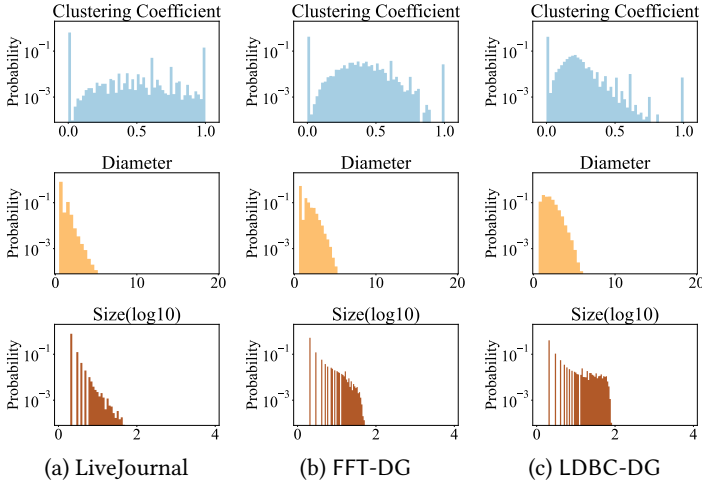 Clustering Coefficient Clustering Coefficient Clustering Coefficient
Probability 10⁻¹ 10⁻³ Probability 10⁻¹ 10⁻³ Probability 10⁻¹ 10⁻³
0.0 0.5 1.0 0.0 0.5 1.0 0.0 0.5 1.0
Diameter Diameter Diameter
Probability 10⁻¹ 10⁻³ Probability 10⁻¹ 10⁻³ Probability 10⁻¹ 10⁻³
0 10 20 0 10 20 0 10 20
Size(log10) Size(log10) Size(log10)
Probability 10⁻¹ 10⁻³ Probability 10⁻¹ 10⁻³ Probability 10⁻¹ 10⁻³
0 2 4 0 2 4 0 2 4
(a) LiveJournal (b) FFT-DG (c) LDBC-DG